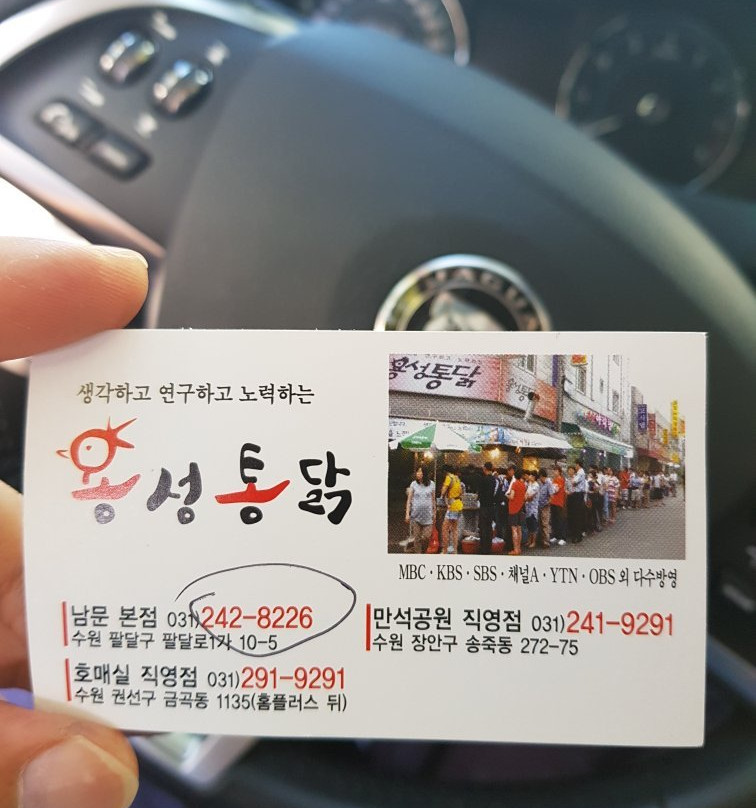 JAGUA
생각하고 연구하고 노력하는
용성통닭
용성통닭
MBC · KBS · SBS · 채널A · YTN · OBS 외 다수방영
남문 본점 031)242-8226
수원 팔달구 팔달로1가 10-5
만석공원 직영점 031)241-9291
수원 장안구 송죽동 272-75
호매실 직영점 031)291-9291
수원 권선구 금곡동 1135(홈플러스 뒤)